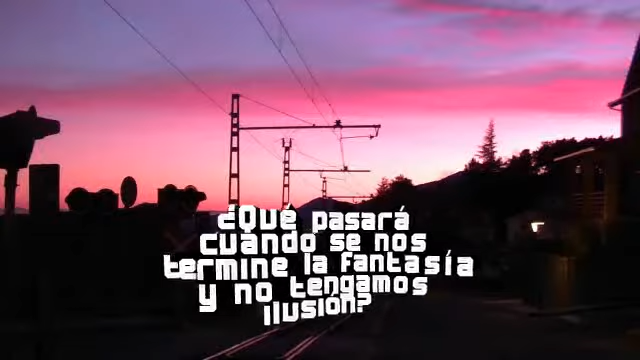 ¿Qué pasará
cuando se nos
termine la fantasía
y no tengamos
ilusión?